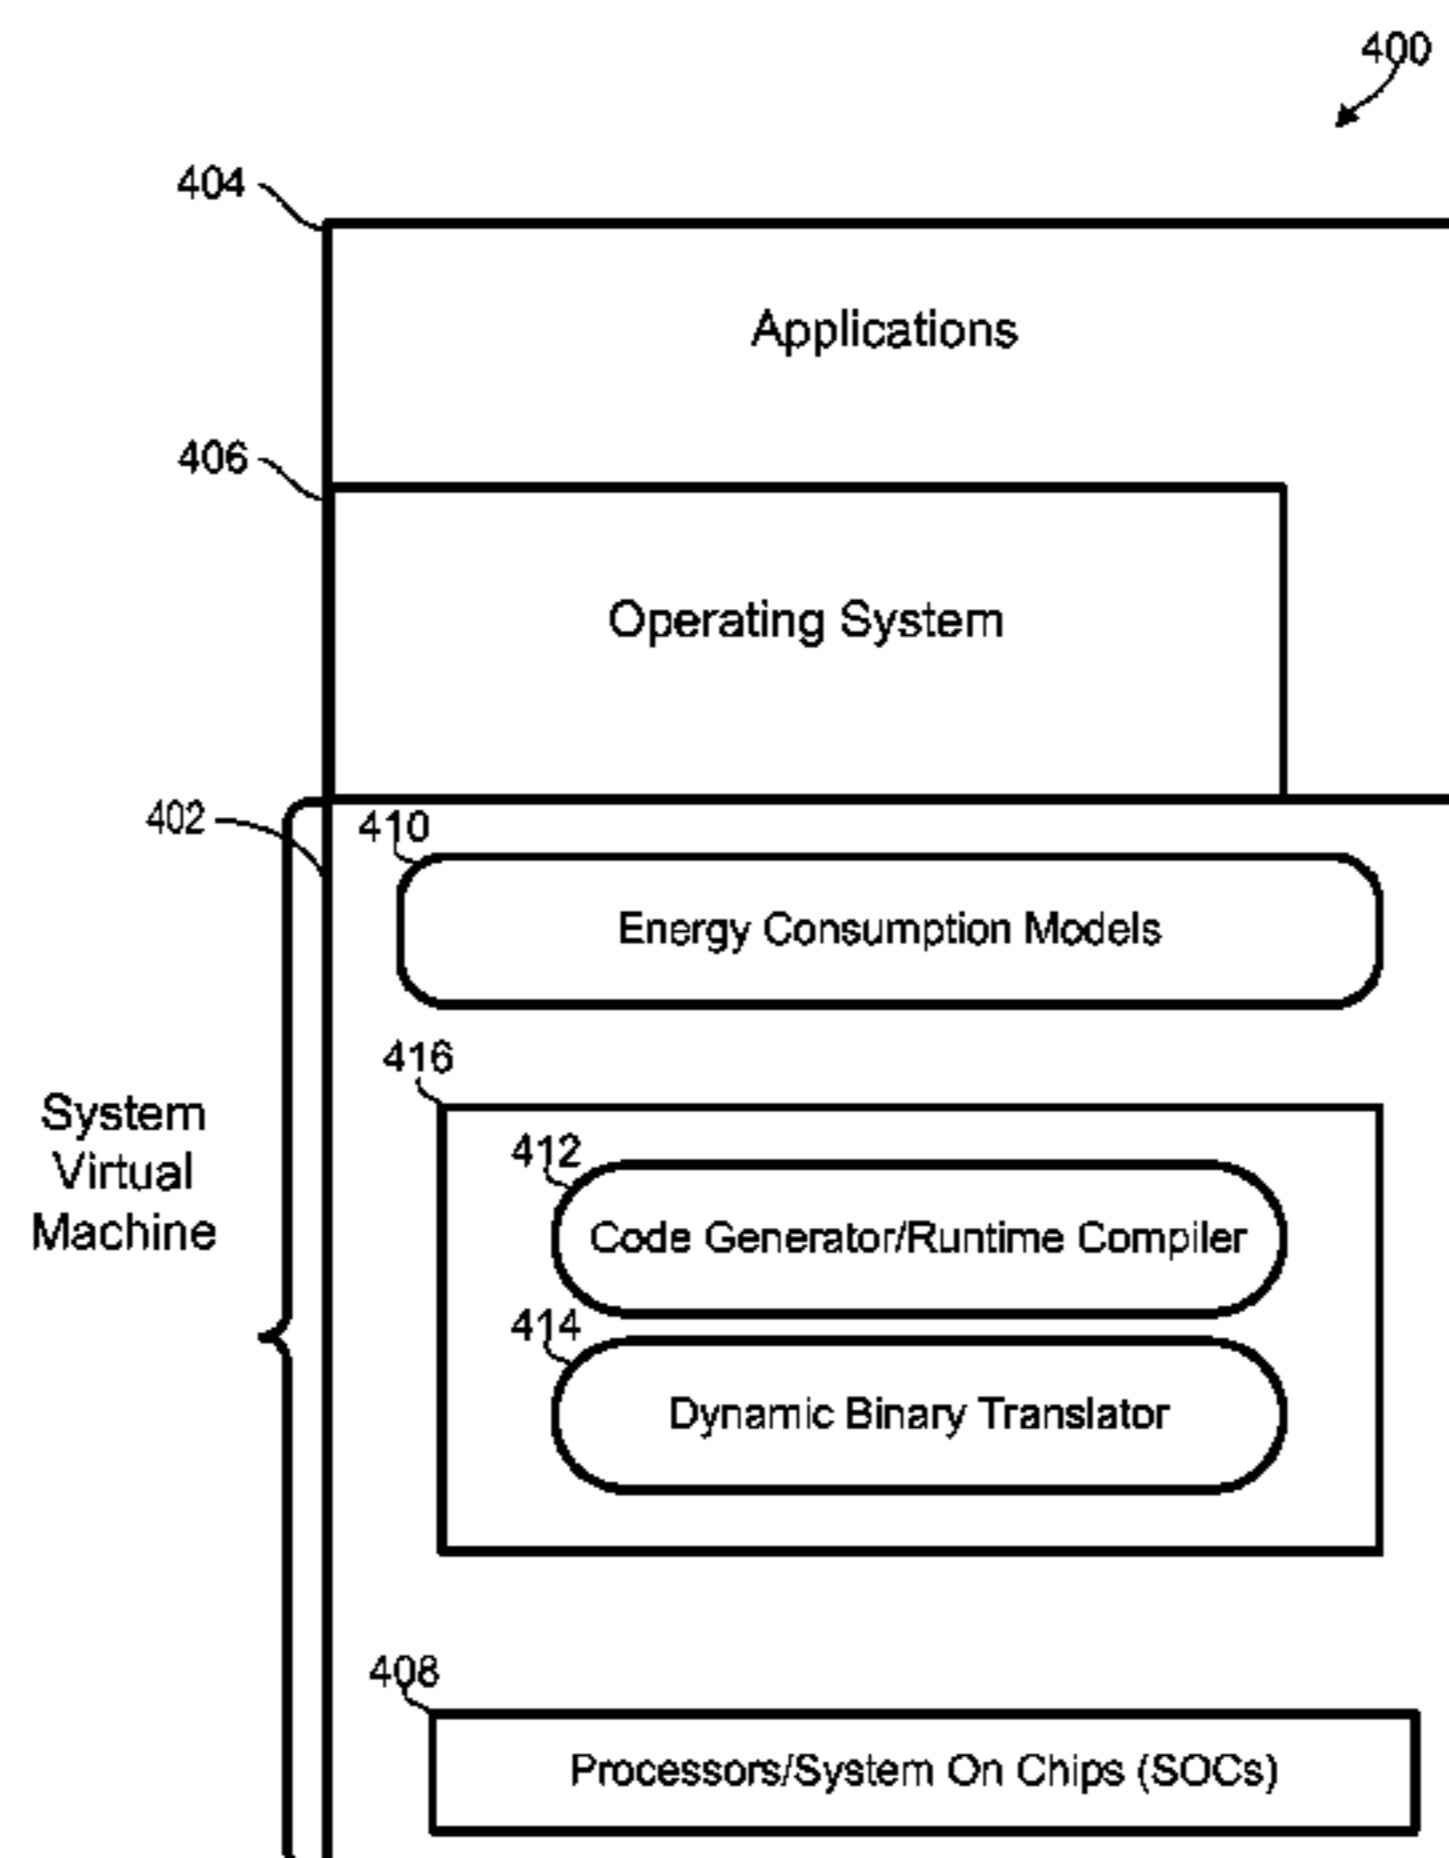 400
404
Applications
406
Operating System
402
410
Energy Consumption Models
416
System
Virtual
Machine
412
Code Generator/Runtime Compiler
414
Dynamic Binary Translator
408
Processors/System On Chips (SOCs)